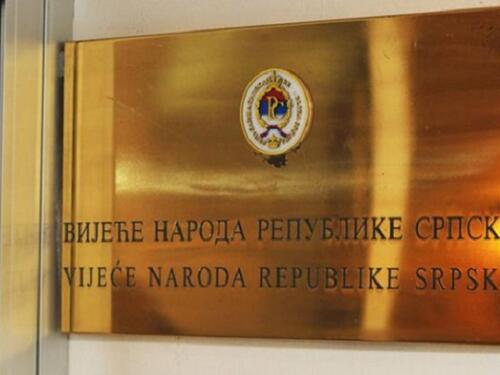 ВИЈЕЋЕ НАРОДА РЕПУБЛИКЕ СРПСК
VIJEĆE NARODA REPUBLIKE SRPSK